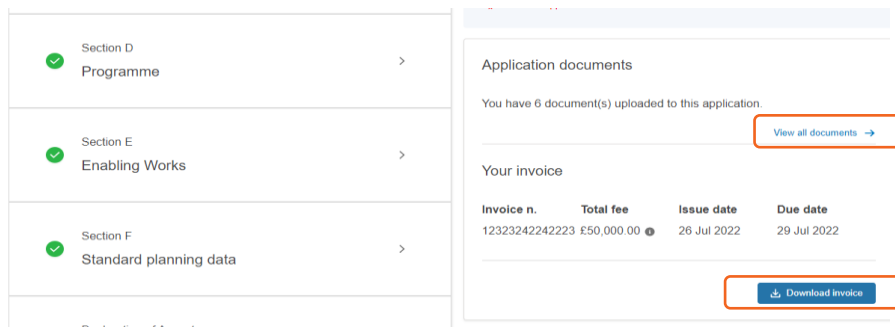 Section D
Programme
Section E
Enabling Works
Section F
Standard planning data
Application documents
You have 6 document(s) uploaded to this application.
View all documents →
Your invoice
Invoice n. Total fee Issue date Due date
12323242242223 £50,000.00 26 Jul 2022 29 Jul 2022
Download invoice